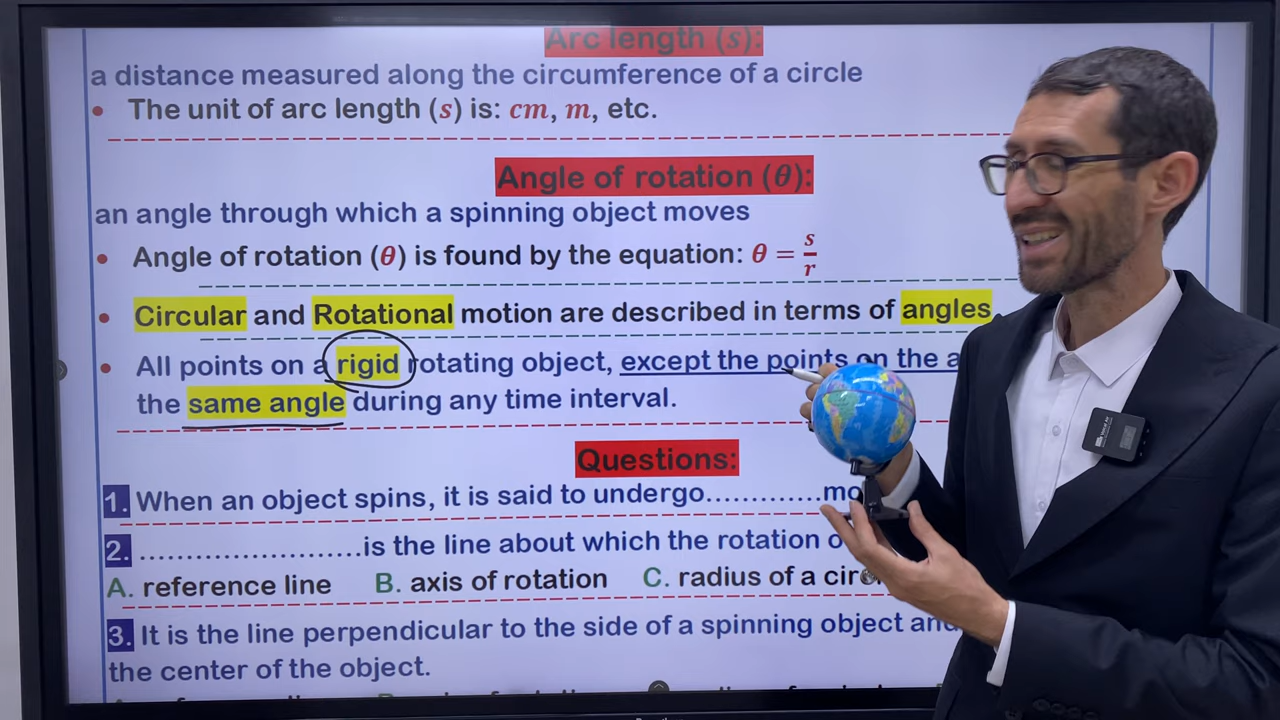 Arc length (s):
a distance measured along the circumference of a circle
• The unit of arc length (s) is: cm, m, etc.
Angle of rotation (θ):
an angle through which a spinning object moves
• Angle of rotation (θ) is found by the equation: θ = s/r
• Circular and Rotational motion are described in terms of angles
• All points on a rigid rotating object, except the points on the a
the same angle during any time interval.
Questions:
1. When an object spins, it is said to undergo.............mo
2. .......................is the line about which the rotation o
A. reference line B. axis of rotation C. radius of a cir
3. It is the line perpendicular to the side of a spinning object and
the center of the object.